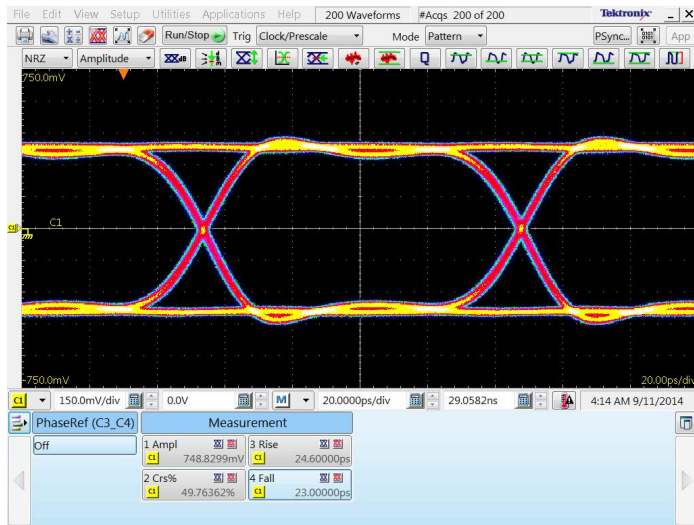 File Edit View Setup Utilities Applications Help 200 Waveforms #Acqs 200 of 200 Tektronix
Run/Stop Trig Clock/Prescale Mode Pattern PSync... App
NRZ Amplitude dB Q
750.0mV
C1
C1
-750.0mV 20.00ps/div
C1 150.0mV/div 0.0V M 20.0000ps/div 29.0582ns 4:14 AM 9/11/2014
PhaseRef (C3_C4) Measurement
Off 1 Ampl 3 Rise
C1 748.8299mV C1 24.60000ps
2 Crs% 4 Fall
C1 49.76362% C1 23.00000ps